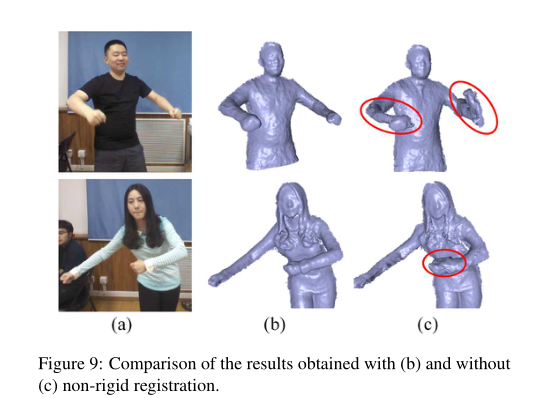 (a) (b) (c)
Figure 9: Comparison of the results obtained with (b) and without
(c) non-rigid registration.